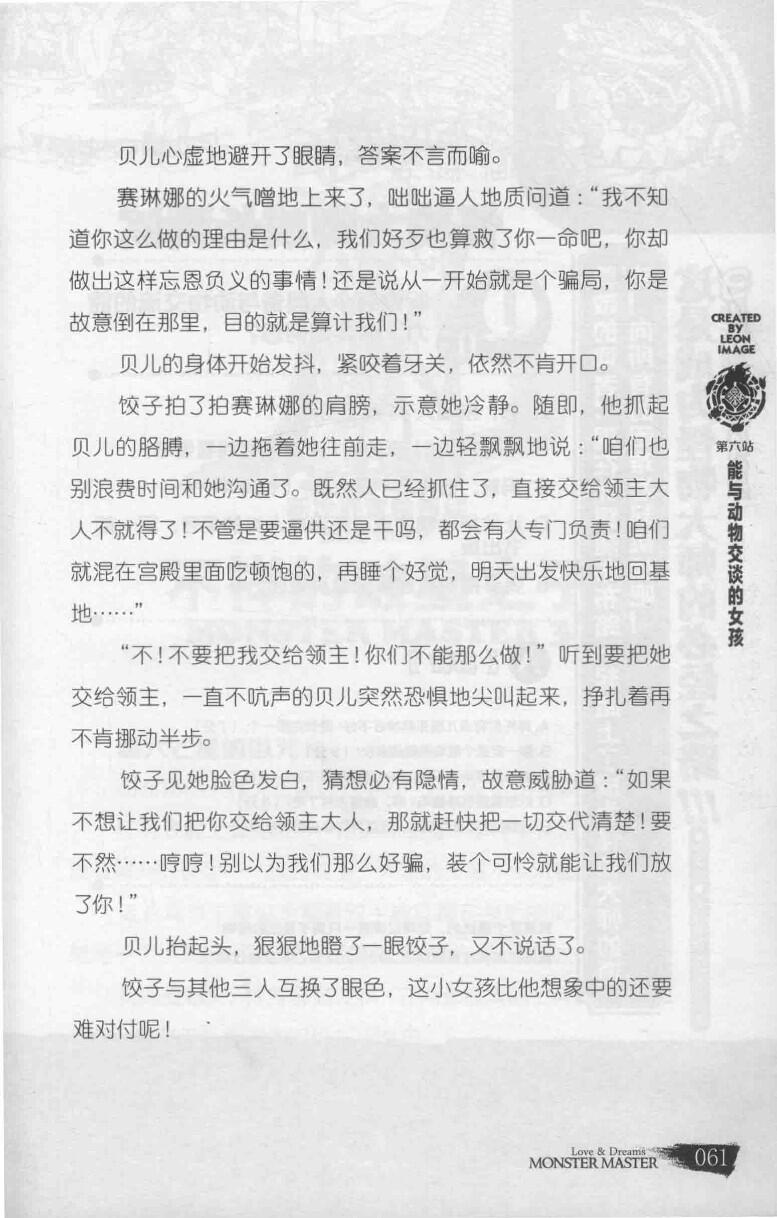 贝儿心虚地避开了眼睛，答案不言而喻。
赛琳娜的火气噌地上来了，咄咄逼人地质问道：“我不知
道你这么做的理由是什么，我们好歹也算救了你一命吧，你却
做出这样忘恩负义的事情！还是说从一开始就是个骗局，你是
故意倒在那里，目的就是算计我们！”
贝儿的身体开始发抖，紧咬着牙关，依然不肯开口。
饺子拍了拍赛琳娜的肩膀，示意她冷静。随即，他抓起
贝儿的胳膊，一边拖着她往前走，一边轻飘飘地说：“咱们也
别浪费时间和她沟通了。既然人已经抓住了，直接交给领主大
人不就得了！不管是要逼供还是干吗，都会有人专门负责！咱们
就混在宫殿里面吃顿饱的，再睡个好觉，明天出发快乐地回基
地……”
“不！不要把我交给领主！你们不能那么做！”听到要把她
交给领主，一直不吭声的贝儿突然恐惧地尖叫起来，挣扎着再
不肯挪动半步。
饺子见她脸色发白，猜想必有隐情，故意威胁道：“如果
不想让我们把你交给领主大人，那就赶快把一切交代清楚！要
不然……哼哼！别以为我们那么好骗，装个可怜就能让我们放
了你！”
贝儿抬起头，狠狠地瞪了一眼饺子，又不说话了。
饺子与其他三人互换了眼色，这小女孩比他想象中的还要
难对付呢！
CREATED
BY
LEON
IMAGE
第六站
能与动物交谈的女孩
Love & Dreams
MONSTER MASTER
061